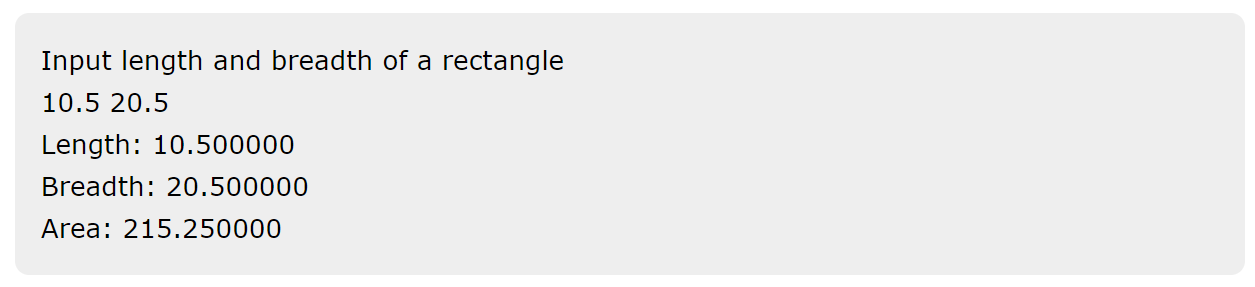 Input length and breadth of a rectangle
10.5 20.5
Length: 10.500000
Breadth: 20.500000
Area: 215.250000